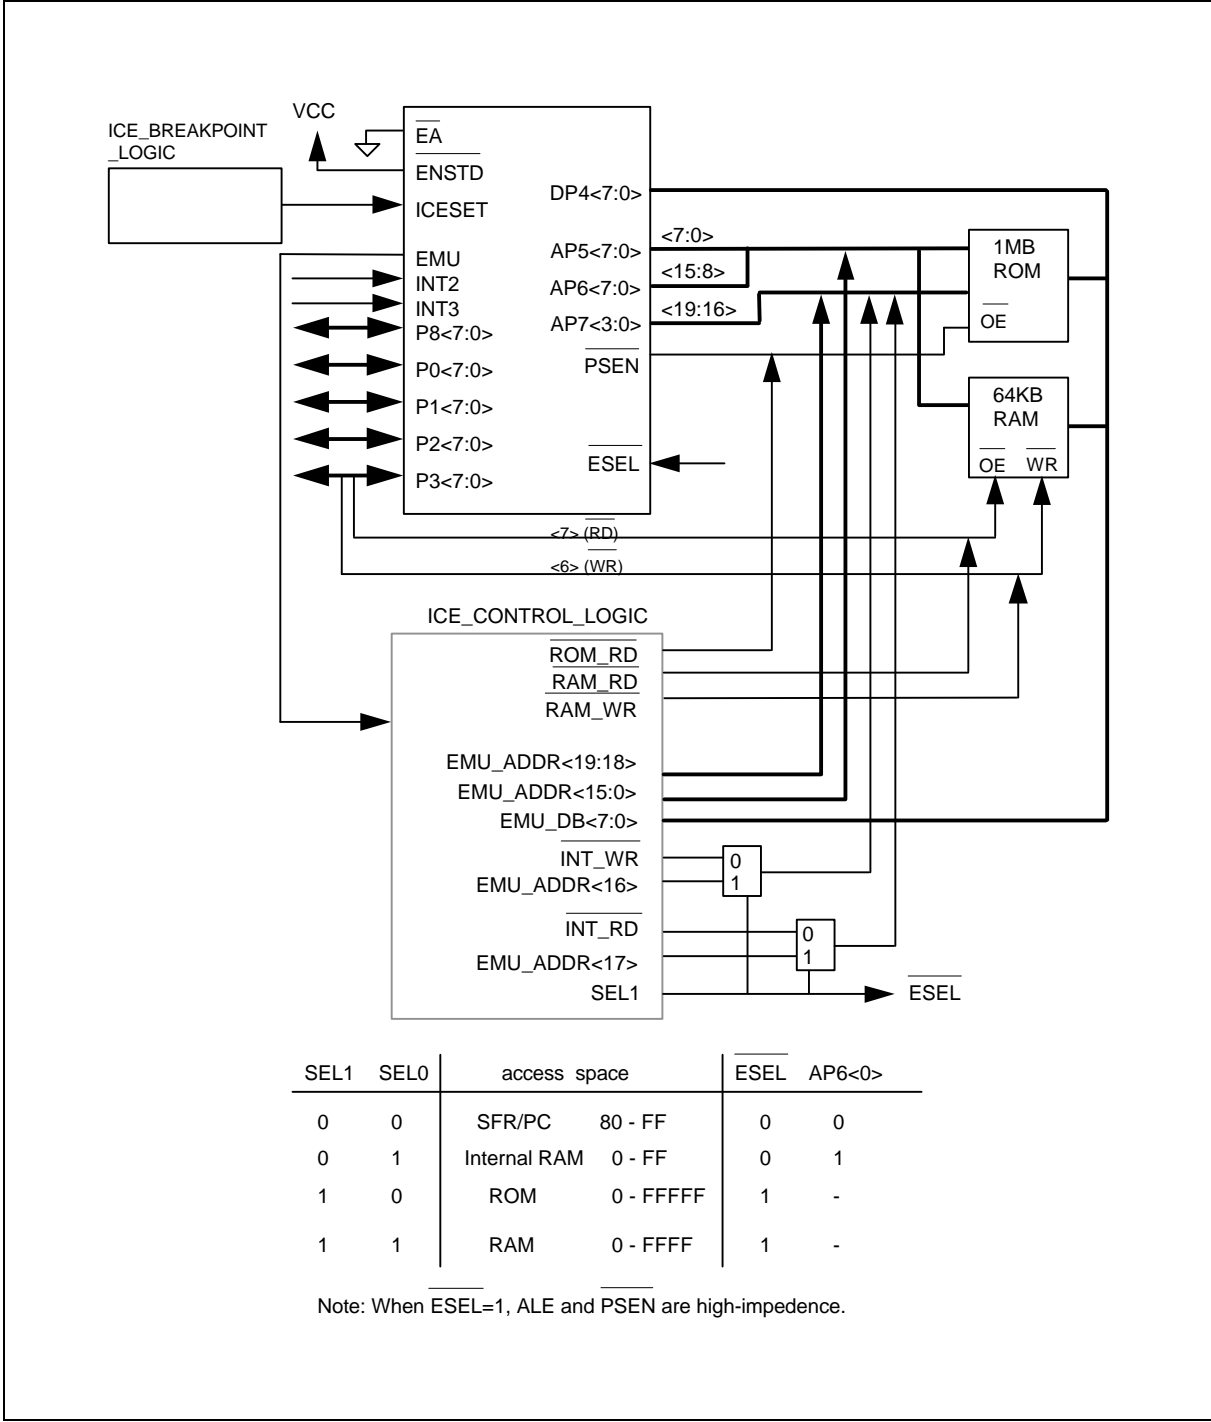 VCC
ICE_BREAKPOINT
_LOGIC
EA
ENSTD
ICESET
EMU
INT2
INT3
P8<7:0>
P0<7:0>
P1<7:0>
P2<7:0>
P3<7:0>
DP4<7:0>
AP5<7:0>
AP6<7:0>
AP7<3:0>
PSEN
ESEL
<7:0>
<15:8>
<19:16>
1MB
ROM
OE
64KB
RAM
OE WR
<7> (RD)
<6> (WR)
ICE_CONTROL_LOGIC
ROM_RD
RAM_RD
RAM_WR
EMU_ADDR<19:18>
EMU_ADDR<15:0>
EMU_DB<7:0>
INT_WR
EMU_ADDR<16>
INT_RD
EMU_ADDR<17>
SEL1
0
1
0
1
ESEL
SEL1 SEL0 access space ESEL AP6<0>
0 0 SFR/PC 80 - FF 0 0
0 1 Internal RAM 0 - FF 0 1
1 0 ROM 0 - FFFFF 1 -
1 1 RAM 0 - FFFF 1 -
Note: When ESEL=1, ALE and PSEN are high-impedence.